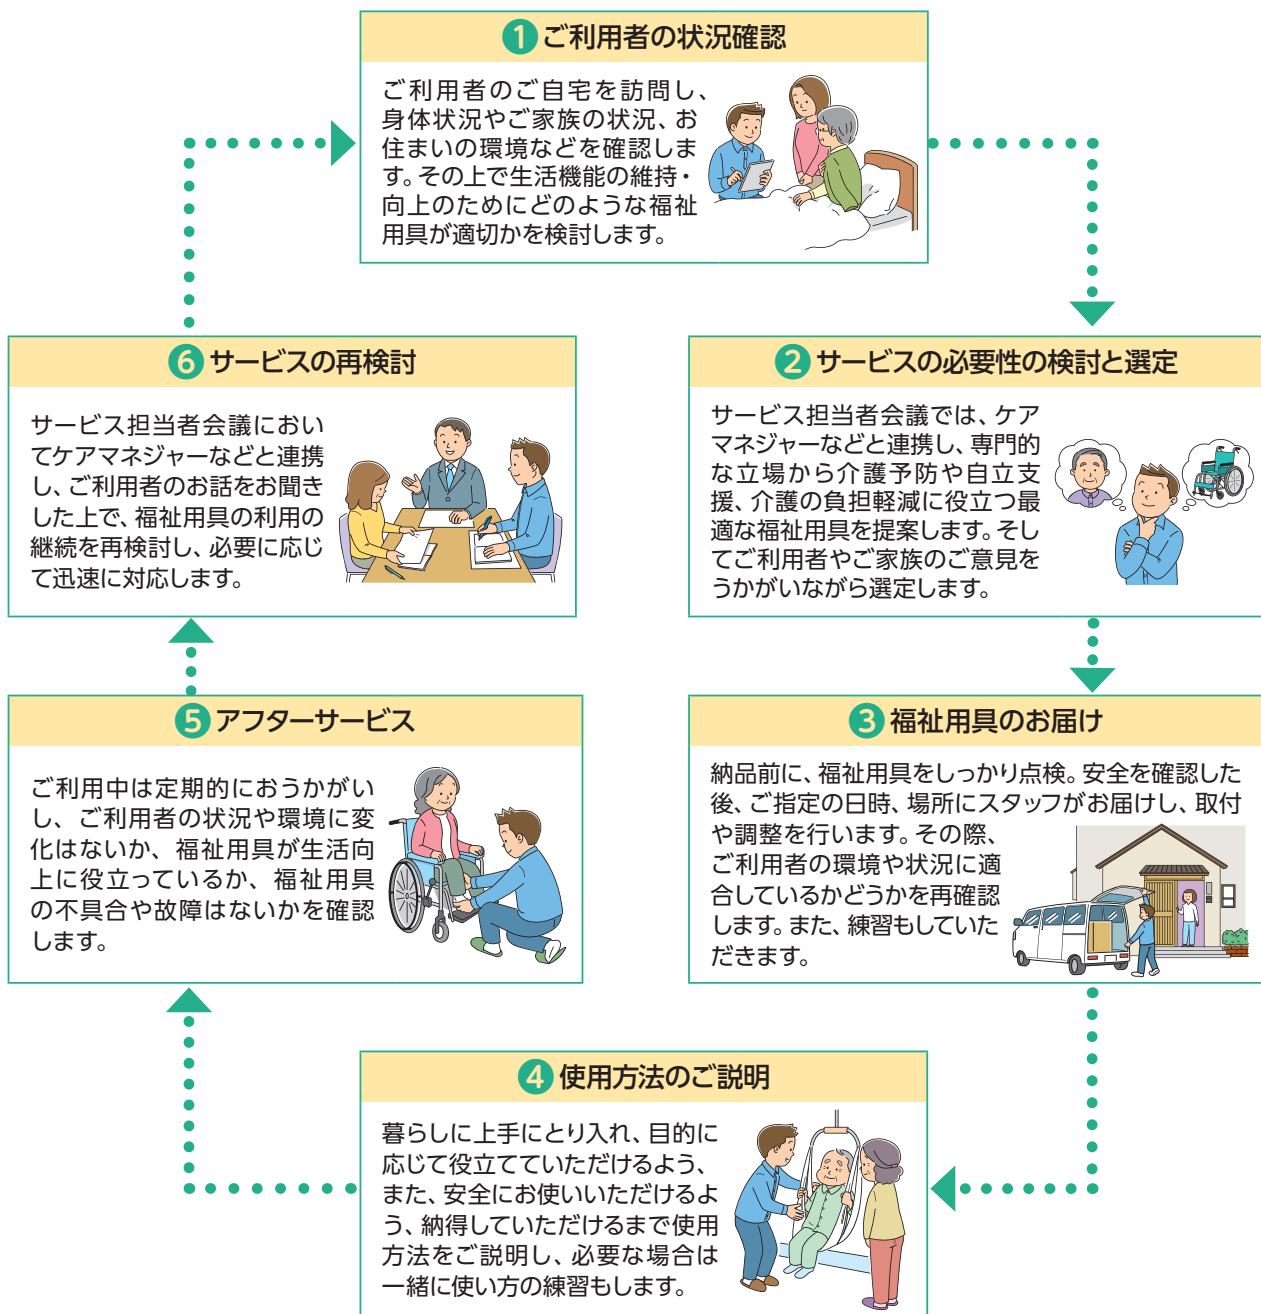 ❶ご利用者の状況確認
ご利用者のご自宅を訪問し、
身体状況やご家族の状況、お
住まいの環境などを確認しま
す。その上で生活機能の維持・
向上のためにどのような福祉
用具が適切かを検討します。
❷サービスの必要性の検討と選定
サービス担当者会議では、ケア
マネジャーなどと連携し、専門的
な立場から介護予防や自立支
援、介護の負担軽減に役立つ最
適な福祉用具を提案します。そし
てご利用者やご家族のご意見を
うかがいながら選定します。
❸福祉用具のお届け
納品前に、福祉用具をしっかり点検。安全を確認した
後、ご指定の日時、場所にスタッフがお届けし、取付
や調整を行います。その際、
ご利用者の環境や状況に適
合しているかどうかを再確認
します。また、練習もしていた
だきます。
❹使用方法のご説明
暮らしに上手にとり入れ、目的に
応じて役立てていただけるよう、
また、安全にお使いいただけるよ
う、納得していただけるまで使用
方法をご説明し、必要な場合は
一緒に使い方の練習もします。
❺アフターサービス
ご利用中は定期的におうかがい
し、ご利用者の状況や環境に変
化はないか、福祉用具が生活向
上に役立っているか、福祉用具
の不具合や故障はないかを確認
します。
❻サービスの再検討
サービス担当者会議におい
てケアマネジャーなどと連携
し、ご利用者のお話をお聞き
した上で、福祉用具の利用の
継続を再検討し、必要に応じ
て迅速に対応します。